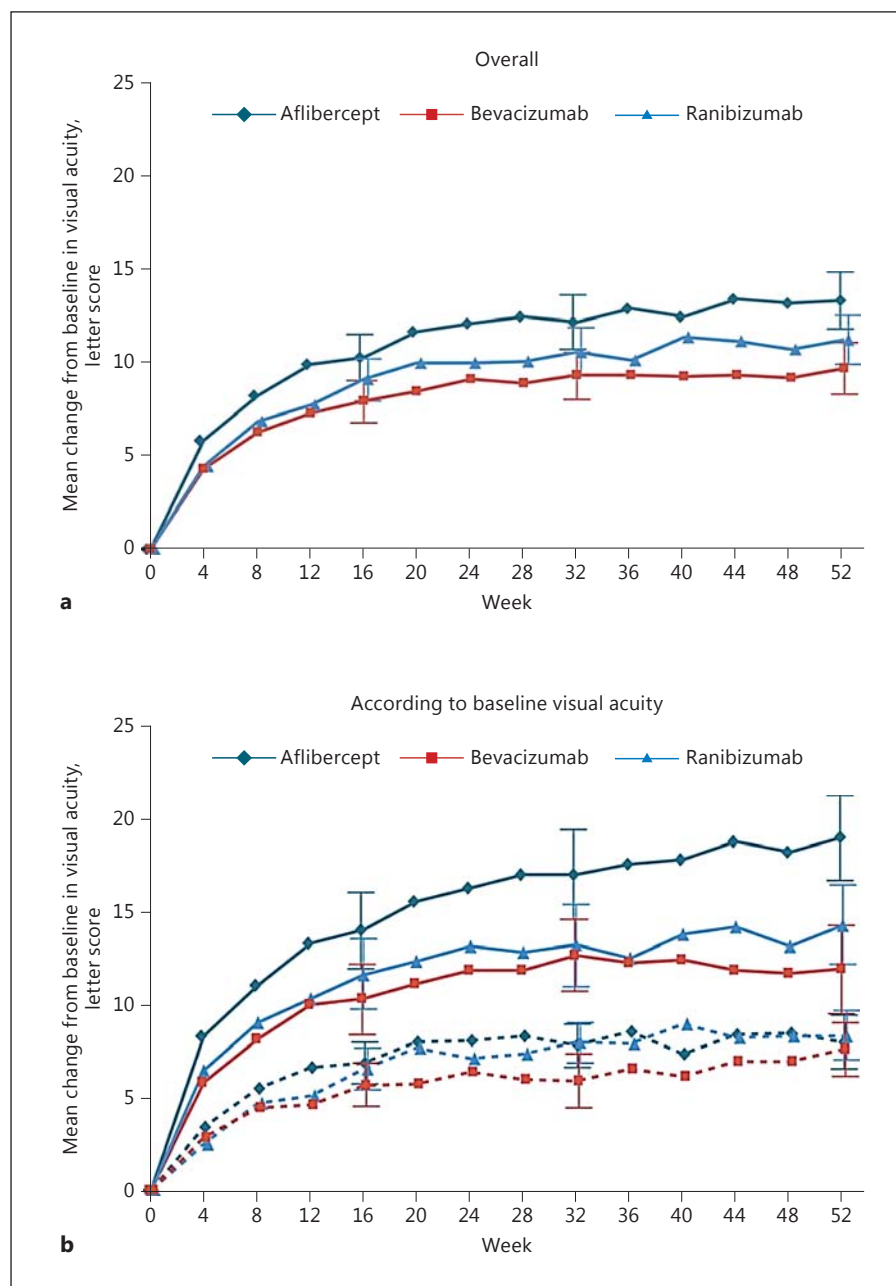 Overall
25
Aflibercept Bevacizumab Ranibizumab
20
15
10
5
0
Mean change from baseline in visual acuity,
letter score
0 4 8 12 16 20 24 28 32 36 40 44 48 52
a Week
According to baseline visual acuity
25
Aflibercept Bevacizumab Ranibizumab
20
15
10
5
0
Mean change from baseline in visual acuity,
letter score
0 4 8 12 16 20 24 28 32 36 40 44 48 52
b Week